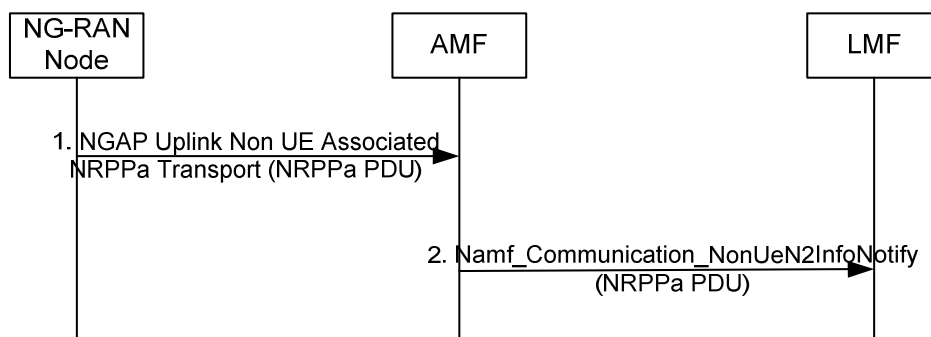 NG-RAN
Node
AMF
LMF
1. NGAP Uplink Non UE Associated
NRPPa Transport (NRPPa PDU)
2. Namf_Communication_NonUeN2InfoNotify
(NRPPa PDU)